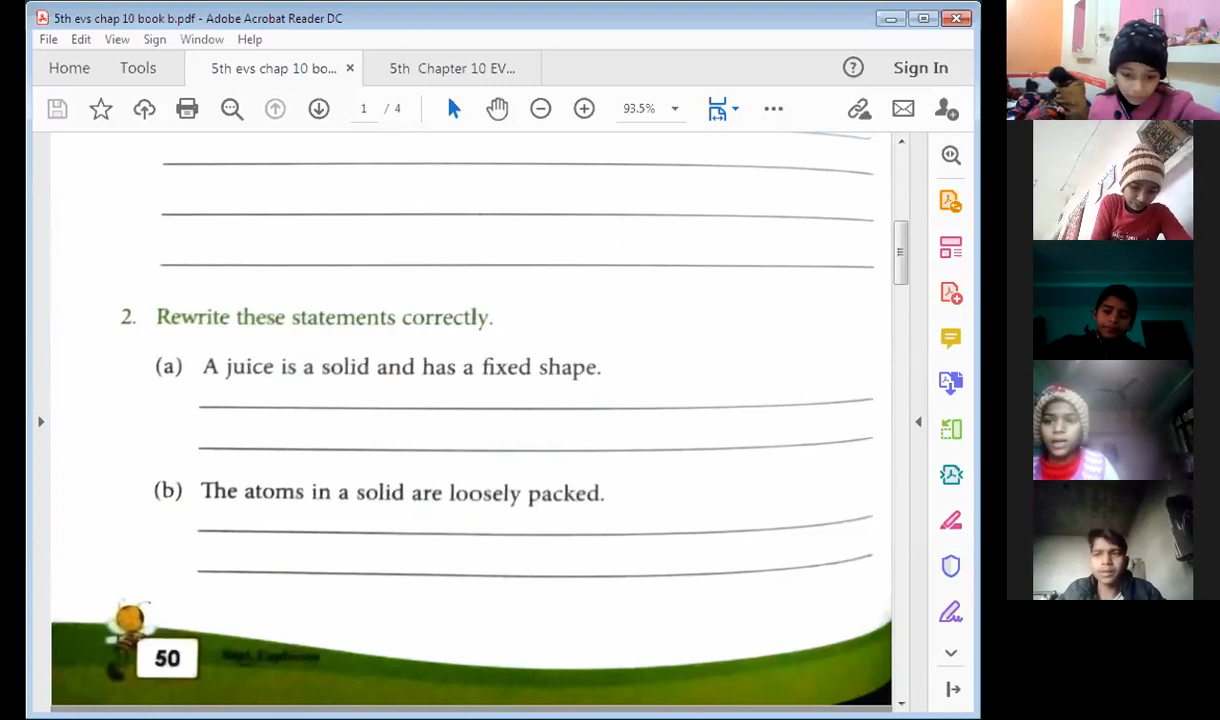 5th evs chap 10 book b.pdf - Adobe Acrobat Reader DC
File Edit View Sign Window Help
Home Tools 5th evs chap 10 bo... × 5th Chapter 10 EV... Sign In
1 / 4 93.5%
2. Rewrite these statements correctly.
(a) A juice is a solid and has a fixed shape.
(b) The atoms in a solid are loosely packed.
50